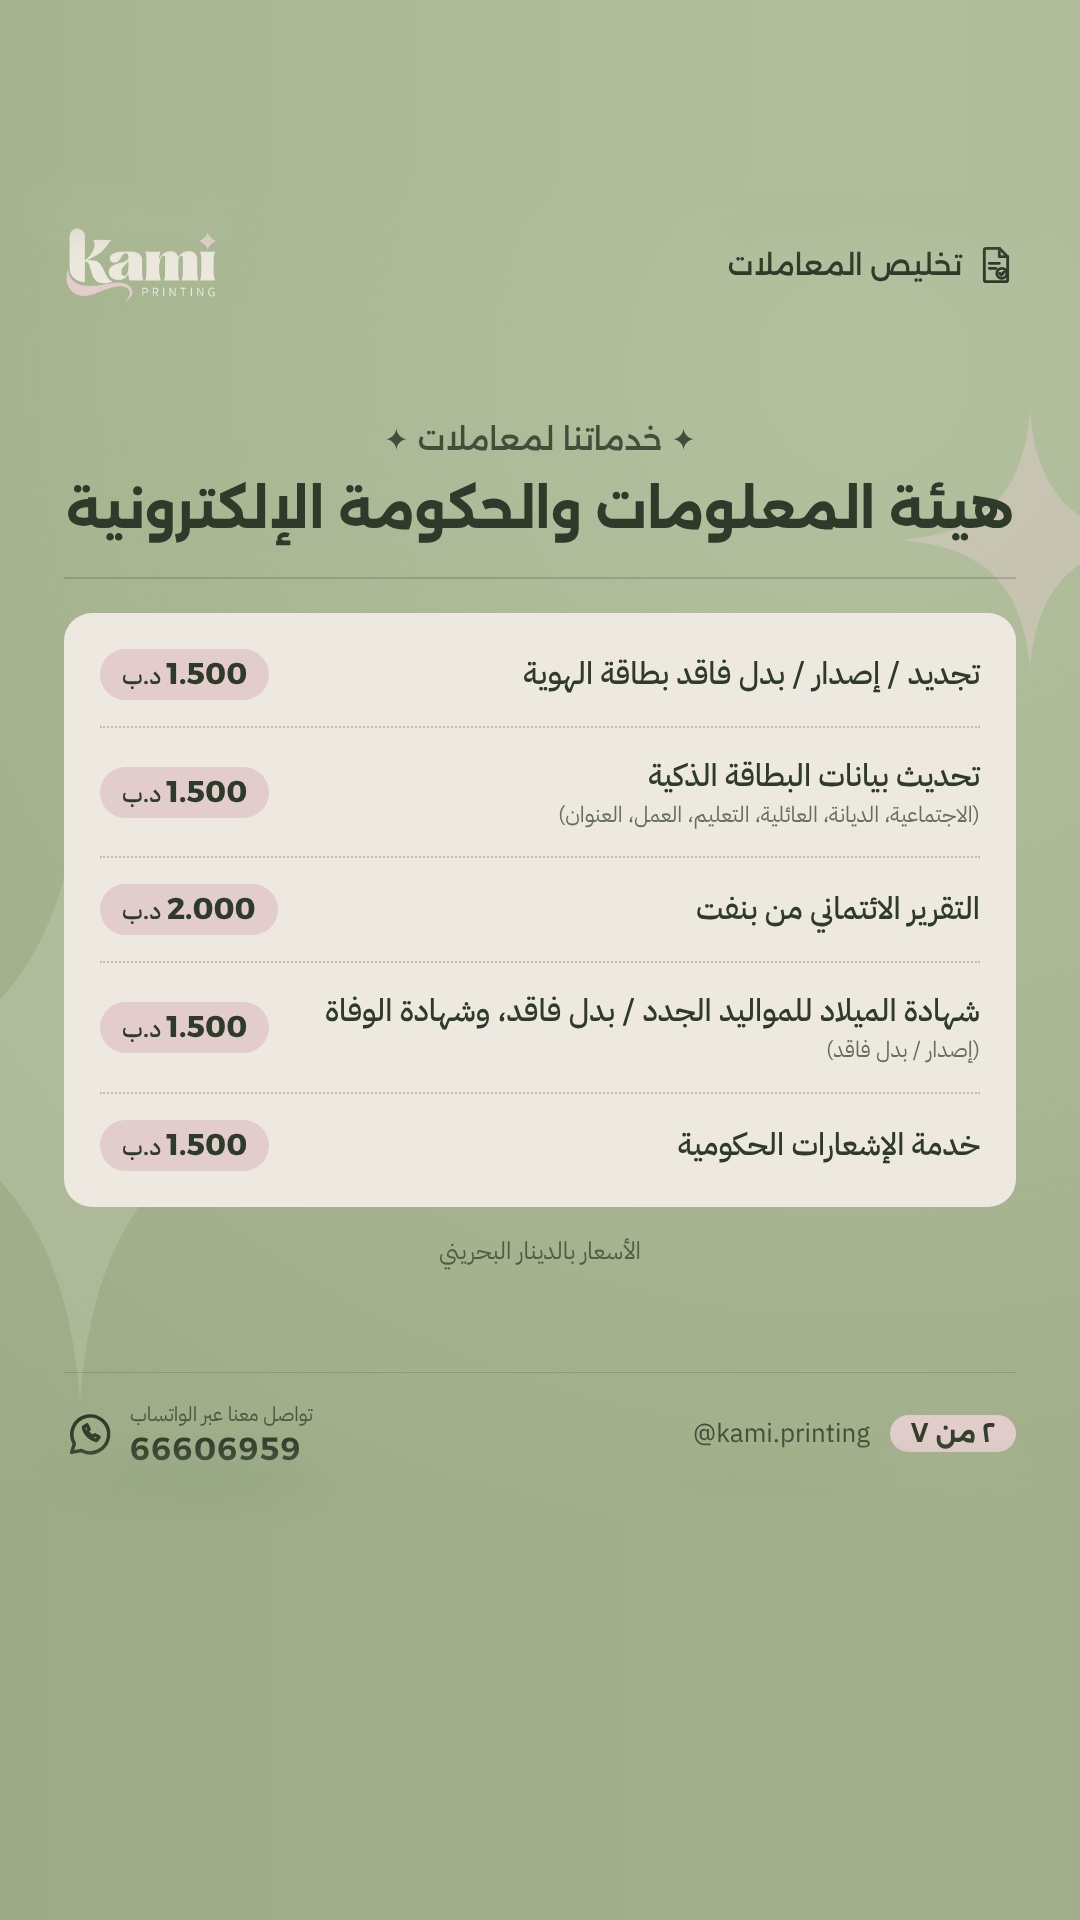 تخليص المعاملات
kami
PRINTING
✦ خدماتنا لمعاملات ✦
هيئة المعلومات والحكومة الإلكترونية
تجديد / إصدار / بدل فاقد بطاقة الهوية
1.500 د.ب
تحديث بيانات البطاقة الذكية
(الاجتماعية، الديانة، العائلية، التعليم، العمل، العنوان)
1.500 د.ب
التقرير الائتماني من بنفت
2.000 د.ب
شهادة الميلاد للمواليد الجدد / بدل فاقد، وشهادة الوفاة
(إصدار / بدل فاقد)
1.500 د.ب
خدمة الإشعارات الحكومية
1.500 د.ب
الأسعار بالدينار البحريني
٢ من ٧
@kami.printing
تواصل معنا عبر الواتساب
66606959